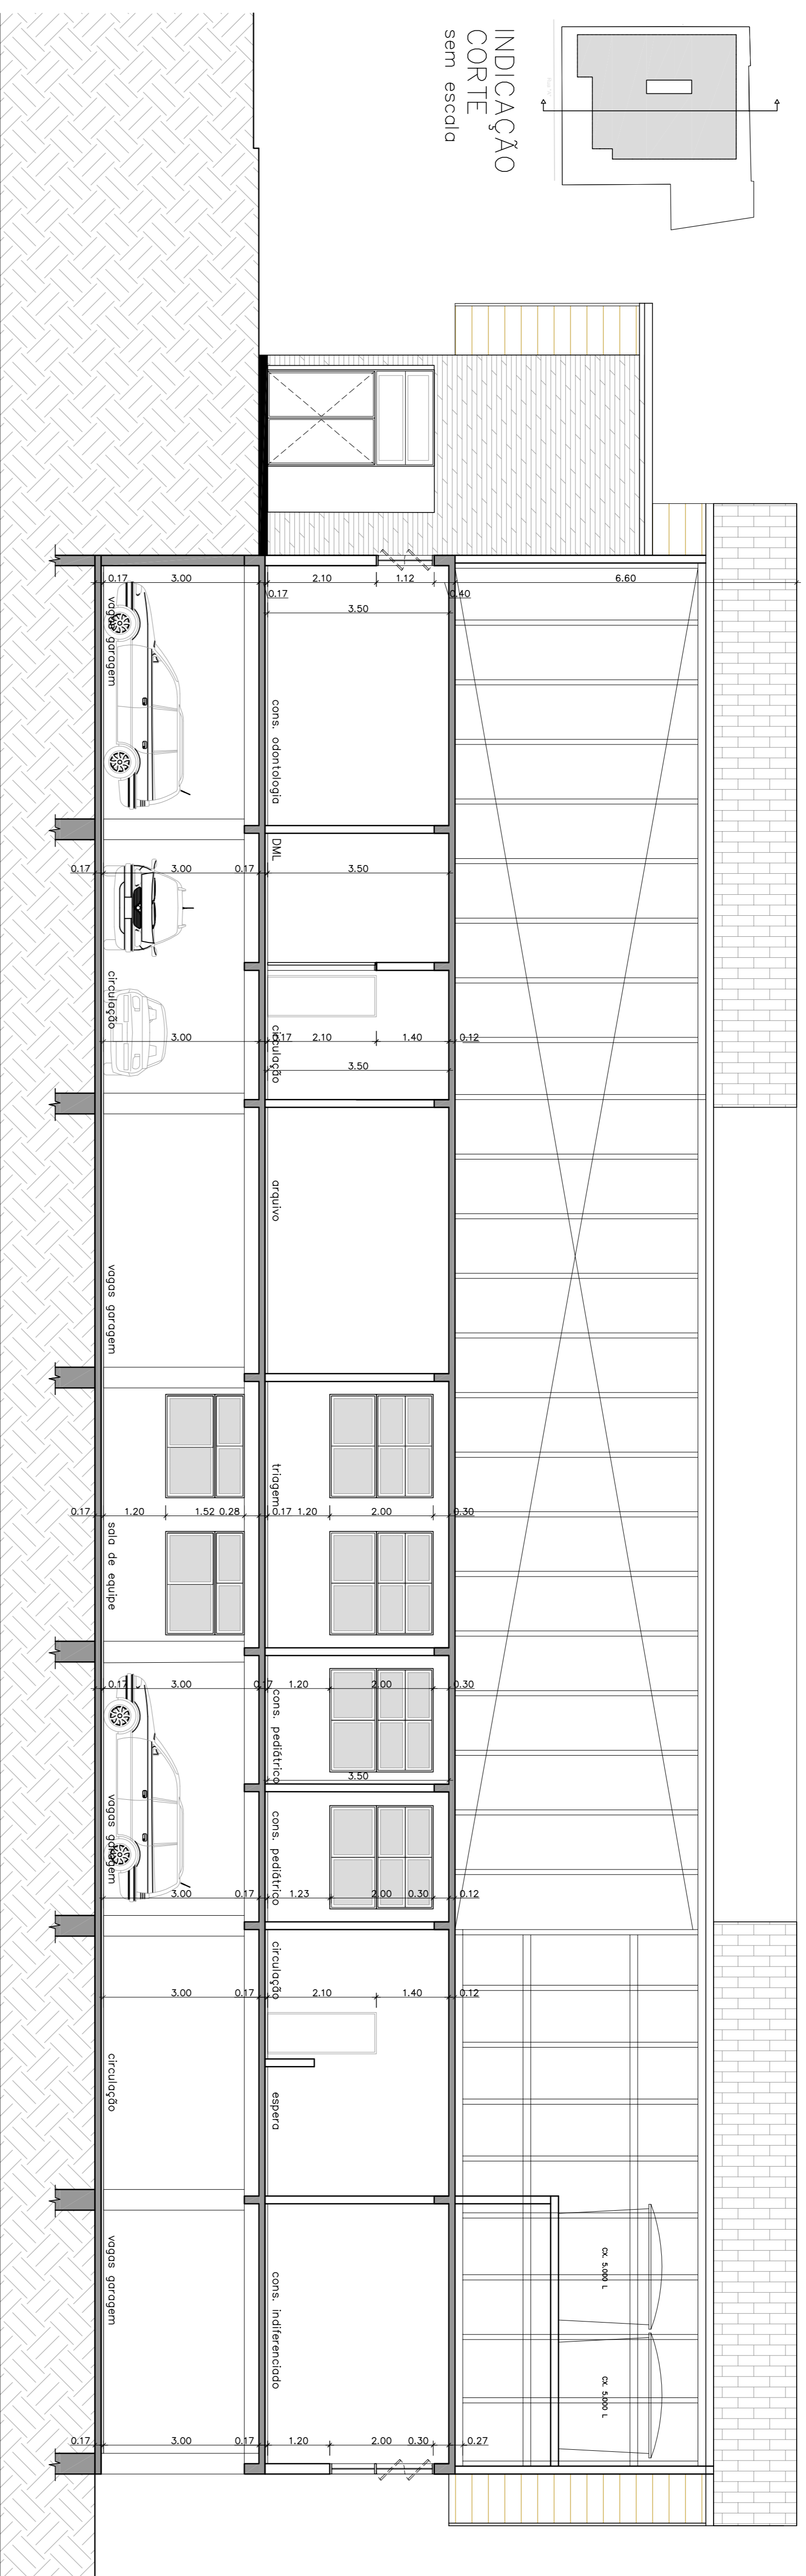 INDICAÇÃO
CORTE
sem escala
CX. 5.000 L
CX. 5.000 L
6.60
0.40
0.12
0.30
0.30
0.12
0.12
0.27
2.10
1.12
0.17
3.50
3.50
0.17
2.10
1.40
3.50
0.17
1.20
2.00
0.17
1.20
2.00
3.50
0.17
1.23
2.00
0.30
0.17
2.10
1.40
0.17
1.20
2.00
0.30
cons. odontologia
DML
circulação
arquivo
triagem
cons. pediátrico
cons. pediátrico
circulação
espera
cons. indiferenciado
0.17
3.00
0.17
3.00
0.17
3.00
0.17
1.20
1.52
0.28
0.17
3.00
3.00
3.00
0.17
3.00
vagas garagem
circulação
vagas garagem
sala de equipe
vagas garagem
circulação
vagas garagem